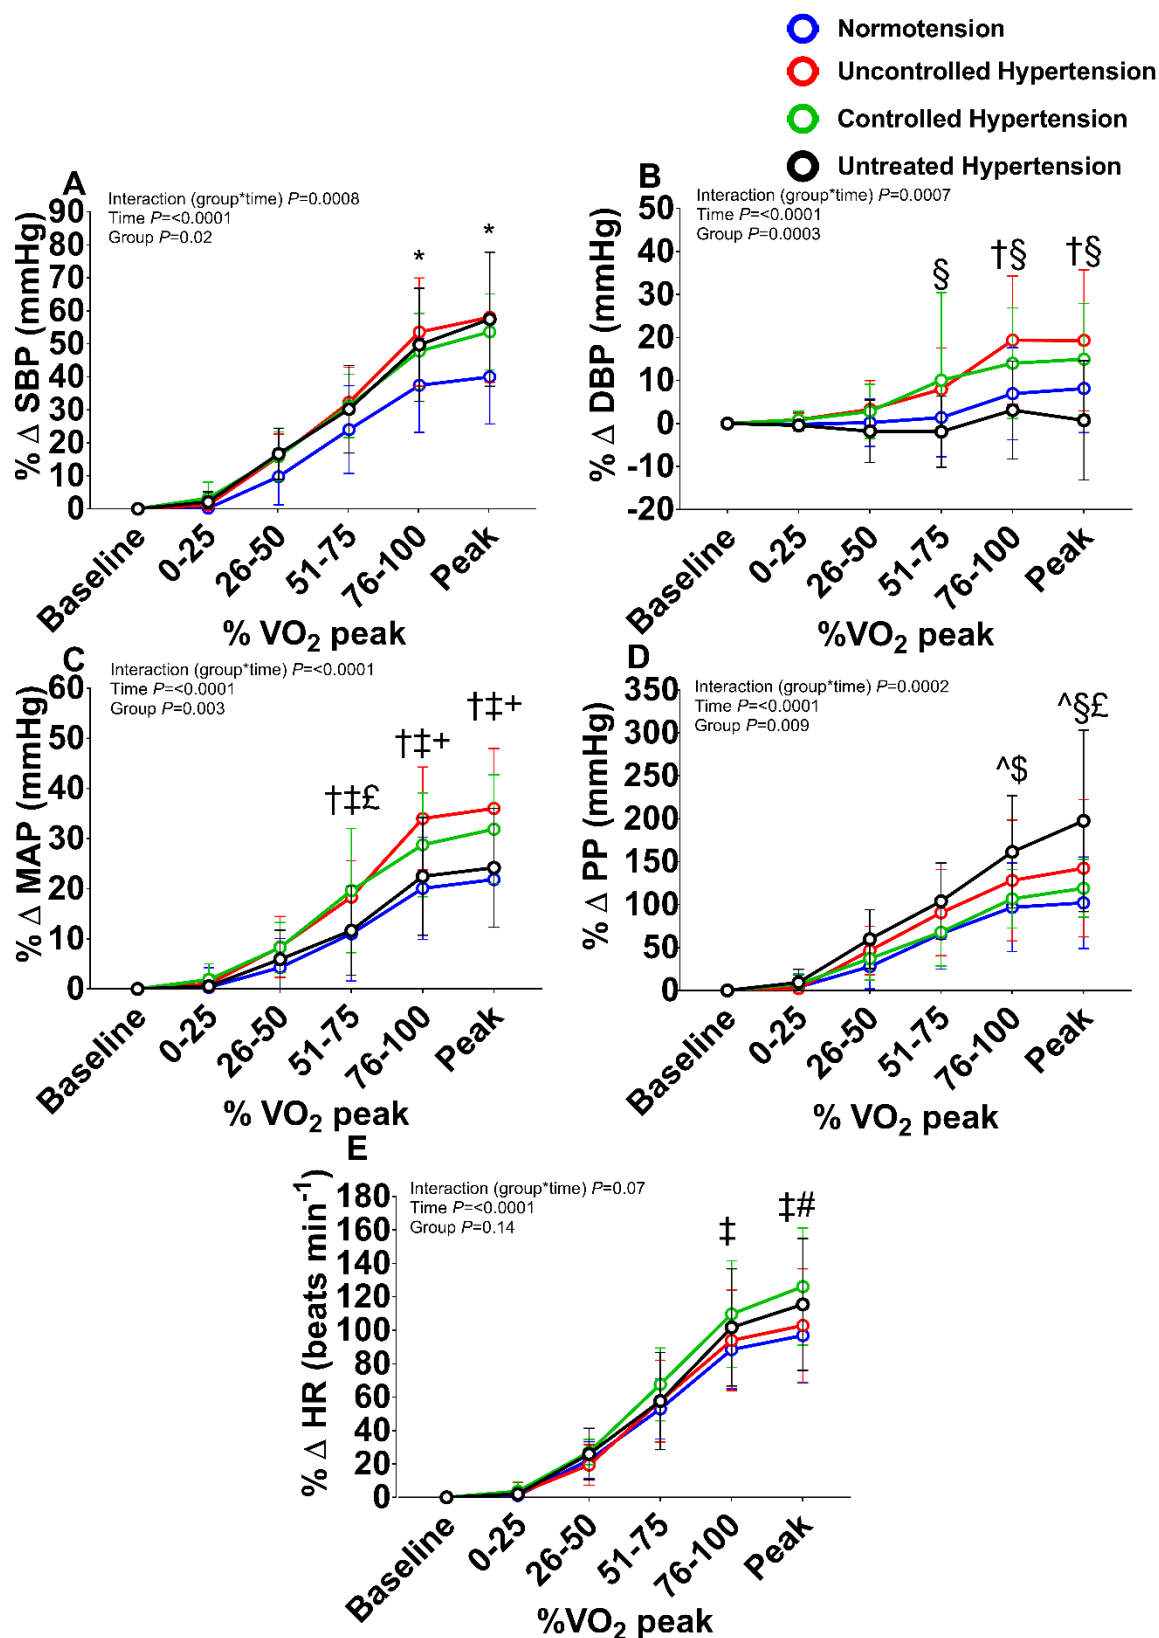 Normotension
Uncontrolled Hypertension
Controlled Hypertension
Untreated Hypertension
A
Interaction (group*time) P=0.0008
Time P=<0.0001
Group P=0.02
% Δ SBP (mmHg)
90
80
70
60
50
40
30
20
10
0
* *
Baseline 0-25 26-50 51-75 76-100 Peak
% VO₂ peak
B
Interaction (group*time) P=0.0007
Time P=<0.0001
Group P=0.0003
% Δ DBP (mmHg)
50
40
30
20
10
0
-10
-20
§ †§ †§
Baseline 0-25 26-50 51-75 76-100 Peak
%VO₂ peak
C
Interaction (group*time) P=<0.0001
Time P=<0.0001
Group P=0.003
% Δ MAP (mmHg)
60
50
40
30
20
10
0
†‡£ †‡+ †‡+
Baseline 0-25 26-50 51-75 76-100 Peak
% VO₂ peak
D
Interaction (group*time) P=0.0002
Time P=<0.0001
Group P=0.009
% Δ PP (mmHg)
350
300
250
200
150
100
50
0
^$ ^§£
Baseline 0-25 26-50 51-75 76-100 Peak
% VO₂ peak
E
Interaction (group*time) P=0.07
Time P=<0.0001
Group P=0.14
% Δ HR (beats min⁻¹)
180
160
140
120
100
80
60
40
20
0
‡ ‡#
Baseline 0-25 26-50 51-75 76-100 Peak
%VO₂ peak